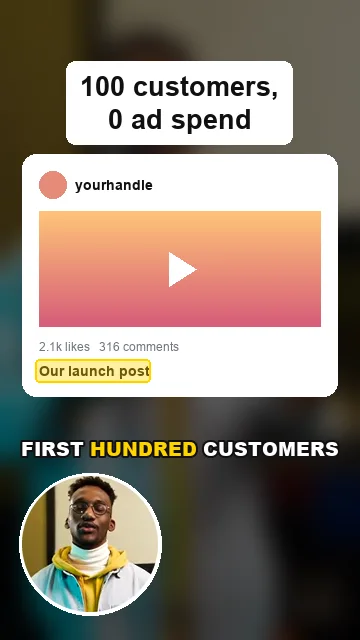 100 customers,
0 ad spend
yourhandle
2.1k likes 316 comments
Our launch post
FIRST HUNDRED CUSTOMERS